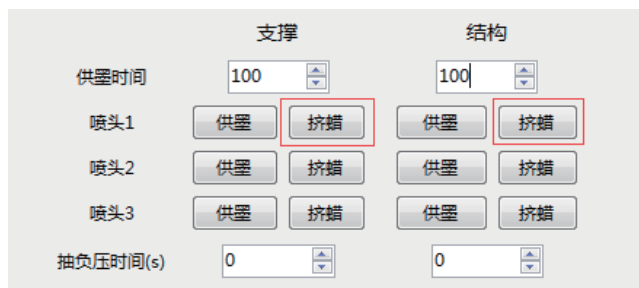 支撑 结构
供墨时间 100 100
喷头1 供墨 挤蜡 供墨 挤蜡
喷头2 供墨 挤蜡 供墨 挤蜡
喷头3 供墨 挤蜡 供墨 挤蜡
抽负压时间(s) 0 0